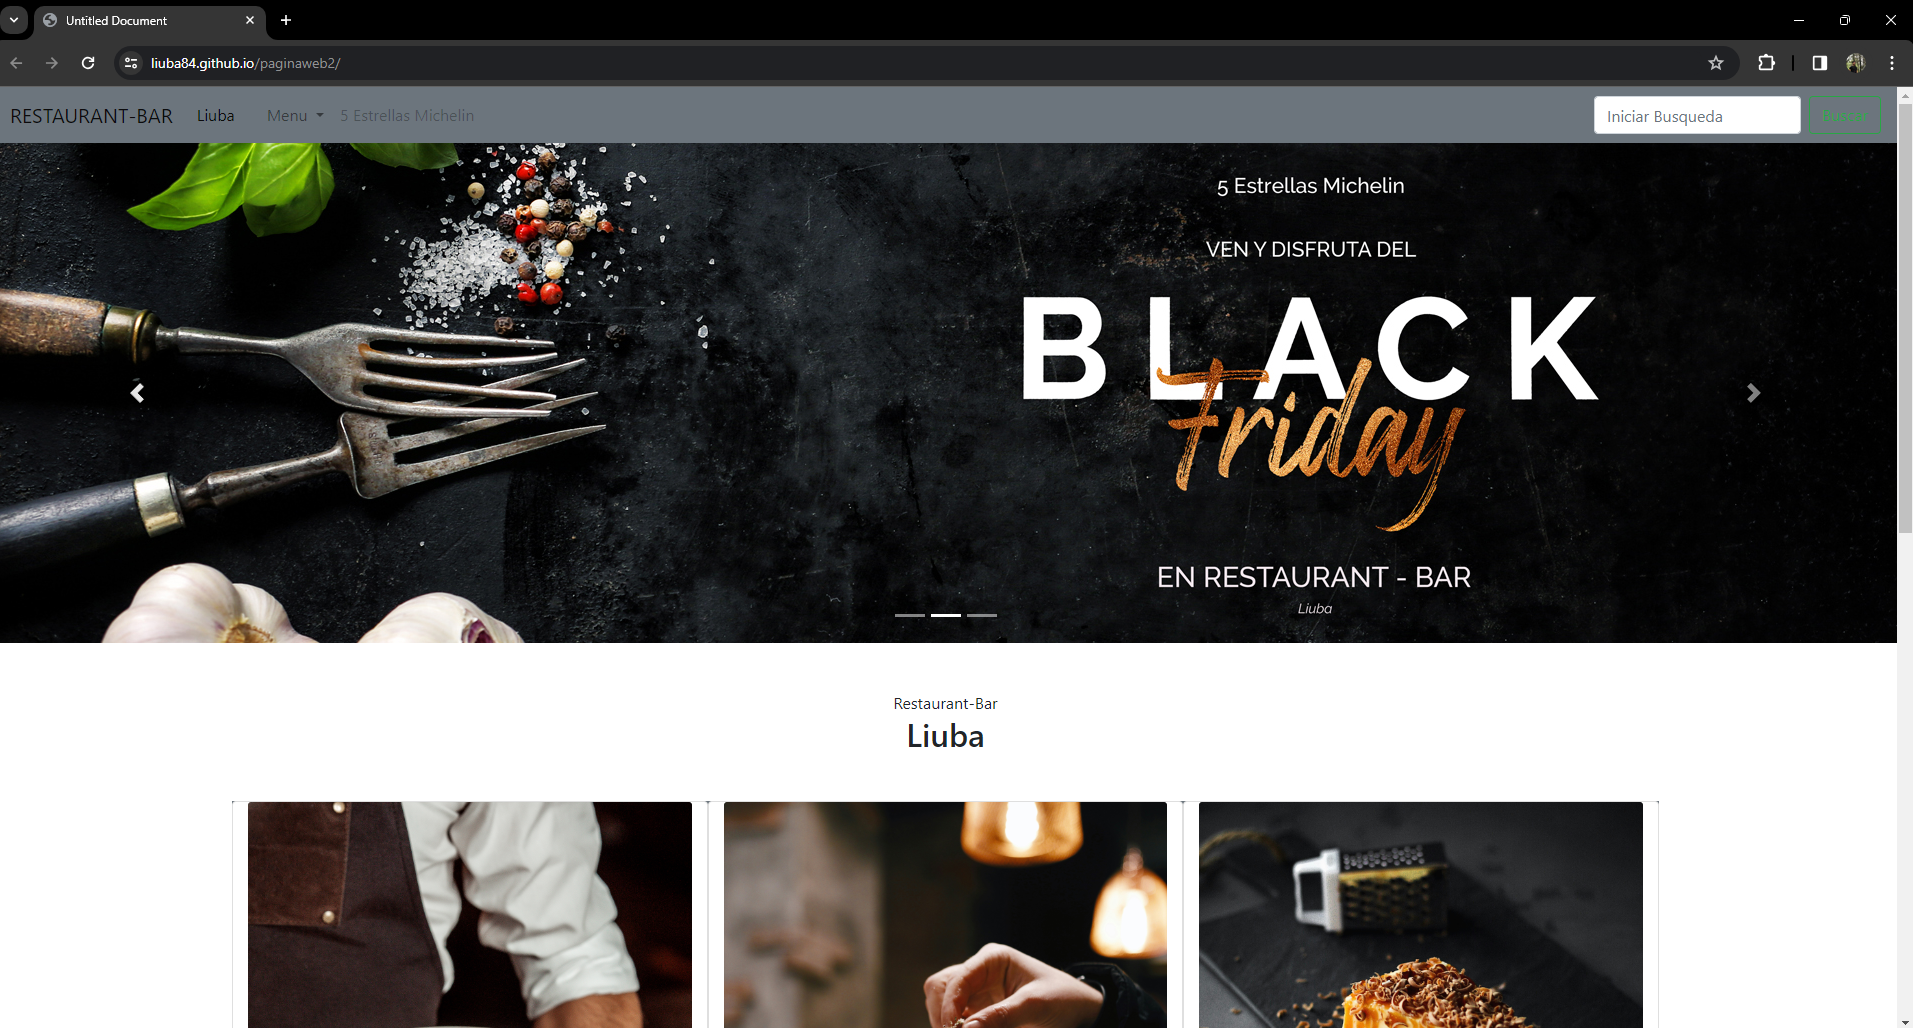 Untitled Document
liuba84.github.io/paginaweb2/
RESTAURANT-BAR Liuba Menu 5 Estrellas Michelin Iniciar Busqueda Buscar
5 Estrellas Michelin
VEN Y DISFRUTA DEL
BLACK
Friday
EN RESTAURANT - BAR
Liuba
Restaurant-Bar
Liuba